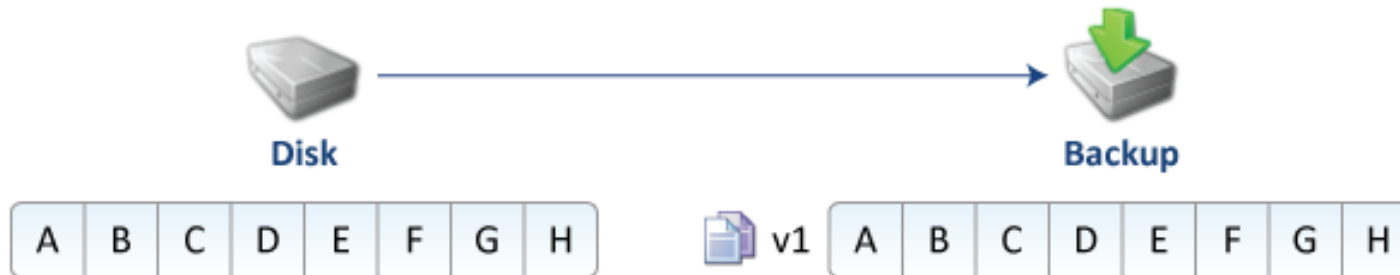 Disk Backup
A B C D E F G H v1 A B C D E F G H